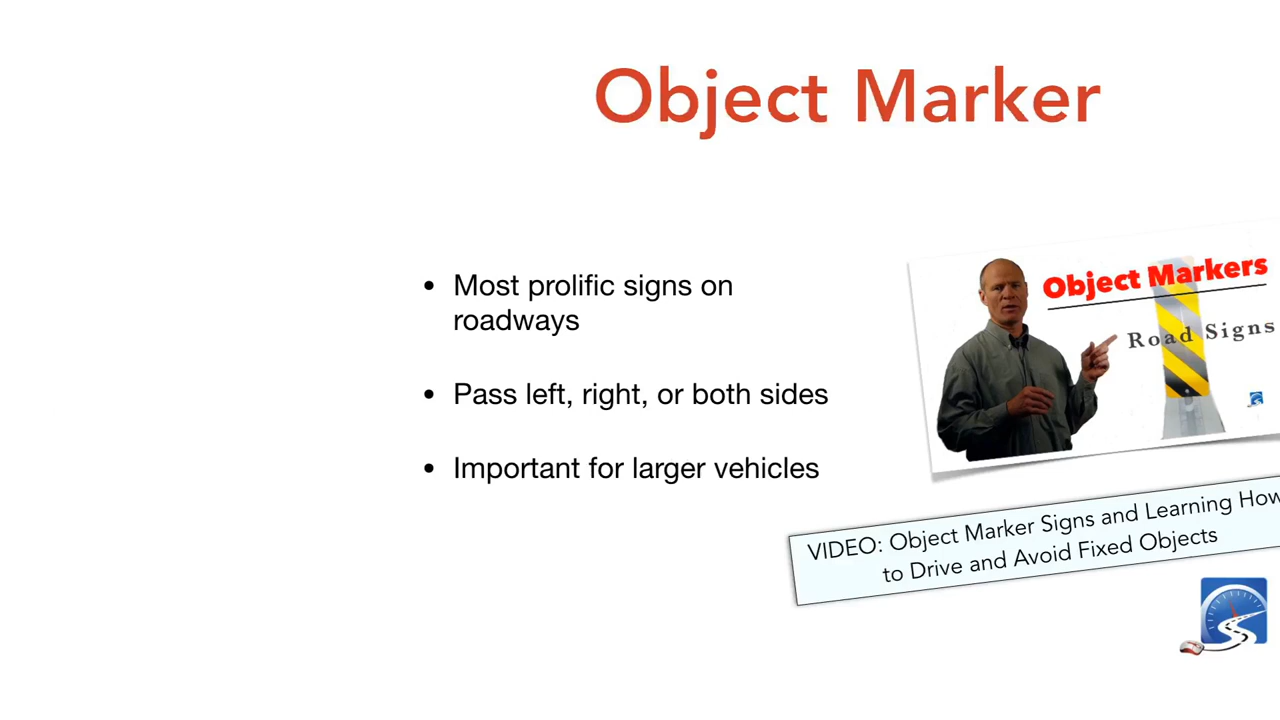 Object Marker
• Most prolific signs on
roadways
• Pass left, right, or both sides
• Important for larger vehicles
Object Markers
Road Signs
VIDEO: Object Marker Signs and Learning How
to Drive and Avoid Fixed Objects